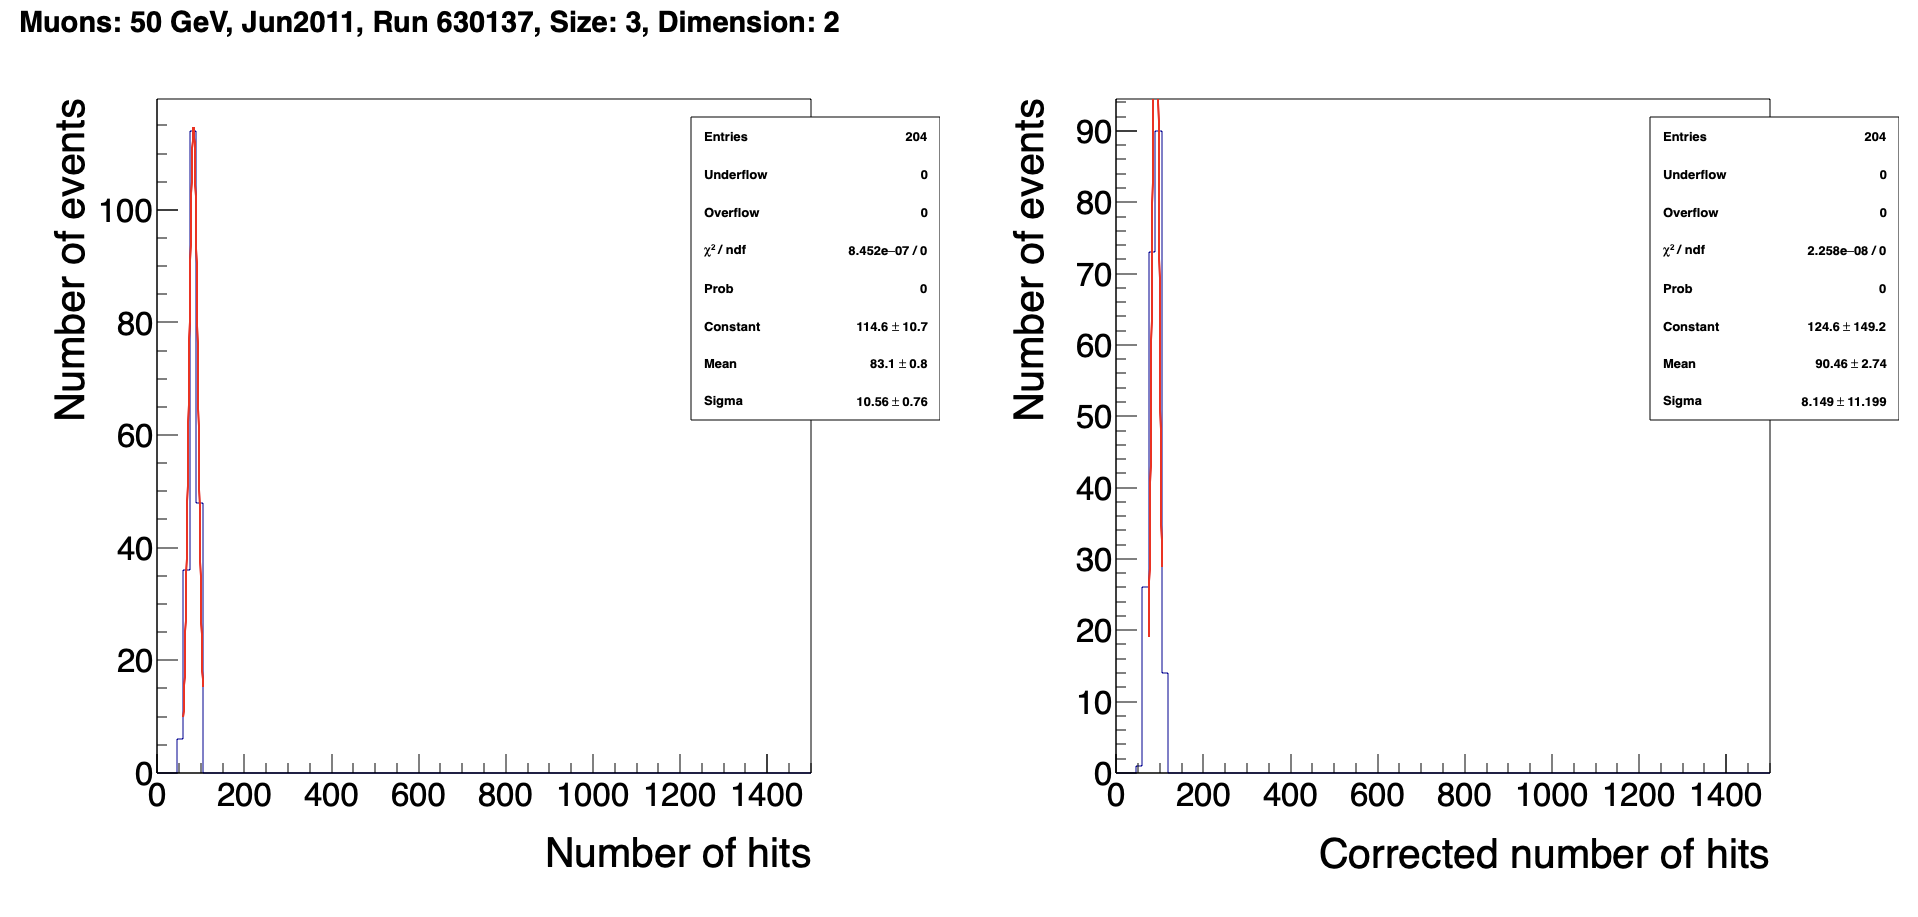 Muons: 50 GeV, Jun2011, Run 630137, Size: 3, Dimension: 2
Number of events
100
80
60
40
20
0
0 200 400 600 800 1000 1200 1400
Number of hits
Entries 204
Underflow 0
Overflow 0
χ² / ndf 8.452e−07 / 0
Prob 0
Constant 114.6 ± 10.7
Mean 83.1 ± 0.8
Sigma 10.56 ± 0.76
Number of events
90
80
70
60
50
40
30
20
10
0
0 200 400 600 800 1000 1200 1400
Corrected number of hits
Entries 204
Underflow 0
Overflow 0
χ² / ndf 2.258e−08 / 0
Prob 0
Constant 124.6 ± 149.2
Mean 90.46 ± 2.74
Sigma 8.149 ± 11.199